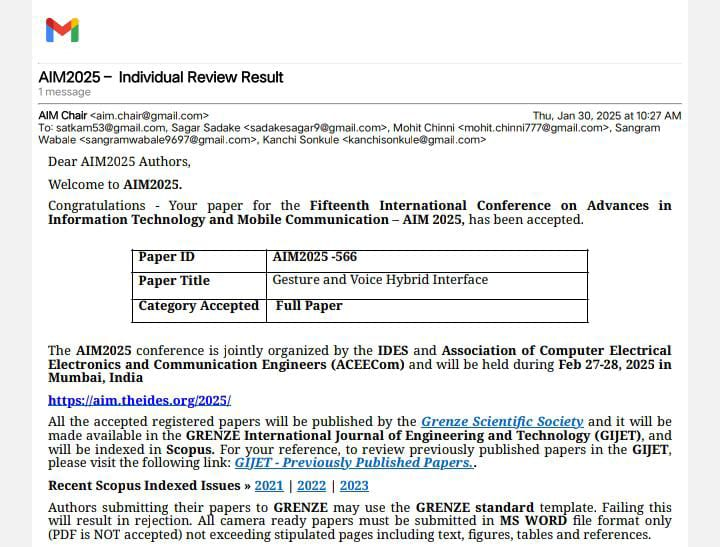 AIM2025 – Individual Review Result
1 message
AIM Chair <aim.chair@gmail.com> Thu, Jan 30, 2025 at 10:27 AM
To: satkam53@gmail.com, Sagar Sadake <sadakesagar9@gmail.com>, Mohit Chinni <mohit.chinni777@gmail.com>, Sangram
Wabale <sangramwabale9697@gmail.com>, Kanchi Sonkule <kanchisonkule@gmail.com>
Dear AIM2025 Authors,
Welcome to AIM2025.
Congratulations - Your paper for the Fifteenth International Conference on Advances in
Information Technology and Mobile Communication – AIM 2025, has been accepted.
Paper ID AIM2025 -566
Paper Title Gesture and Voice Hybrid Interface
Category Accepted Full Paper
The AIM2025 conference is jointly organized by the IDES and Association of Computer Electrical
Electronics and Communication Engineers (ACEECom) and will be held during Feb 27-28, 2025 in
Mumbai, India
https://aim.theides.org/2025/
All the accepted registered papers will be published by the Grenze Scientific Society and it will be
made available in the GRENZE International Journal of Engineering and Technology (GIJET), and
will be indexed in Scopus. For your reference, to review previously published papers in the GIJET,
please visit the following link: GIJET - Previously Published Papers..
Recent Scopus Indexed Issues » 2021 | 2022 | 2023
Authors submitting their papers to GRENZE may use the GRENZE standard template. Failing this
will result in rejection. All camera ready papers must be submitted in MS WORD file format only
(PDF is NOT accepted) not exceeding stipulated pages including text, figures, tables and references.